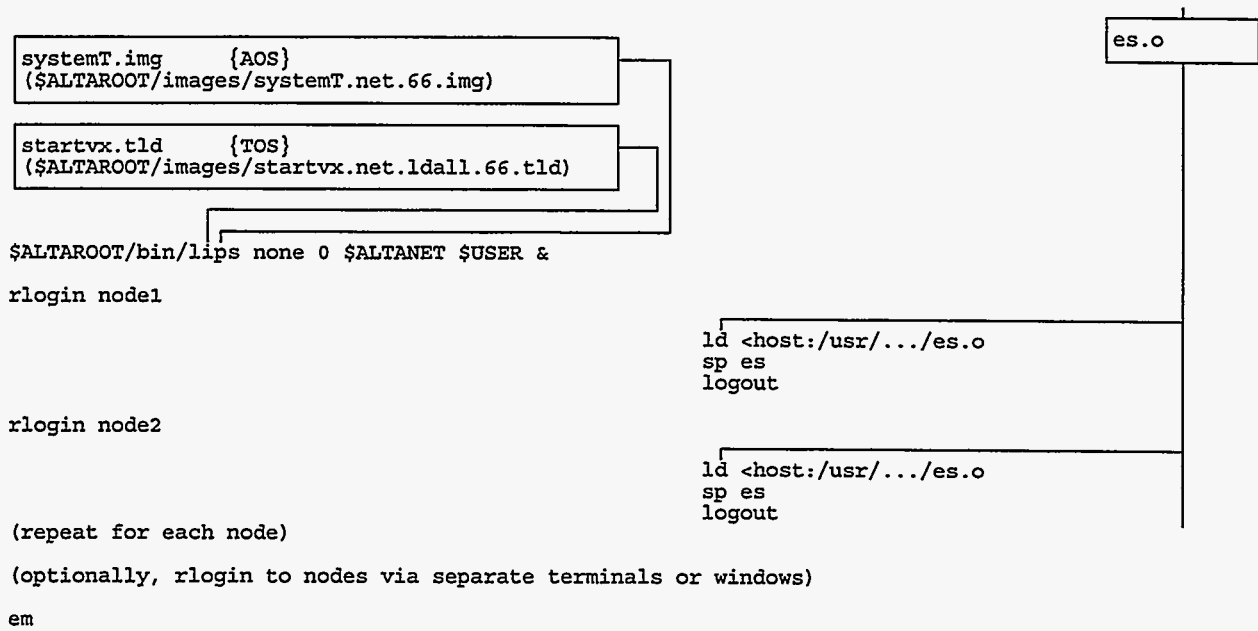 es.o
systemT.img {AOS}
($ALTAROOT/images/systemT.net.66.img)
startvx.tld {TOS}
($ALTAROOT/images/startvx.net.ldall.66.tld)
$ALTAROOT/bin/lips none 0 $ALTANET $USER &
rlogin node1
ld <host:/usr/.../es.o
sp es
logout
rlogin node2
ld <host:/usr/.../es.o
sp es
logout
(repeat for each node)
(optionally, rlogin to nodes via separate terminals or windows)
em